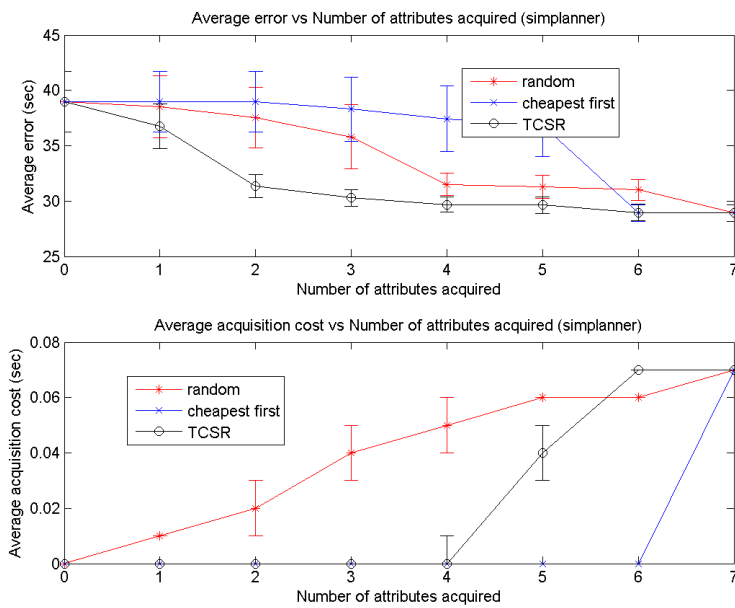 Average error vs Number of attributes acquired (simplanner)
45
40
35
30
25
Average error (sec)
random
cheapest first
TCSR
0 1 2 3 4 5 6 7
Number of attributes acquired
Average acquisition cost vs Number of attributes acquired (simplanner)
0.08
0.06
0.04
0.02
0
Average acquisition cost (sec)
random
cheapest first
TCSR
0 1 2 3 4 5 6 7
Number of attributes acquired